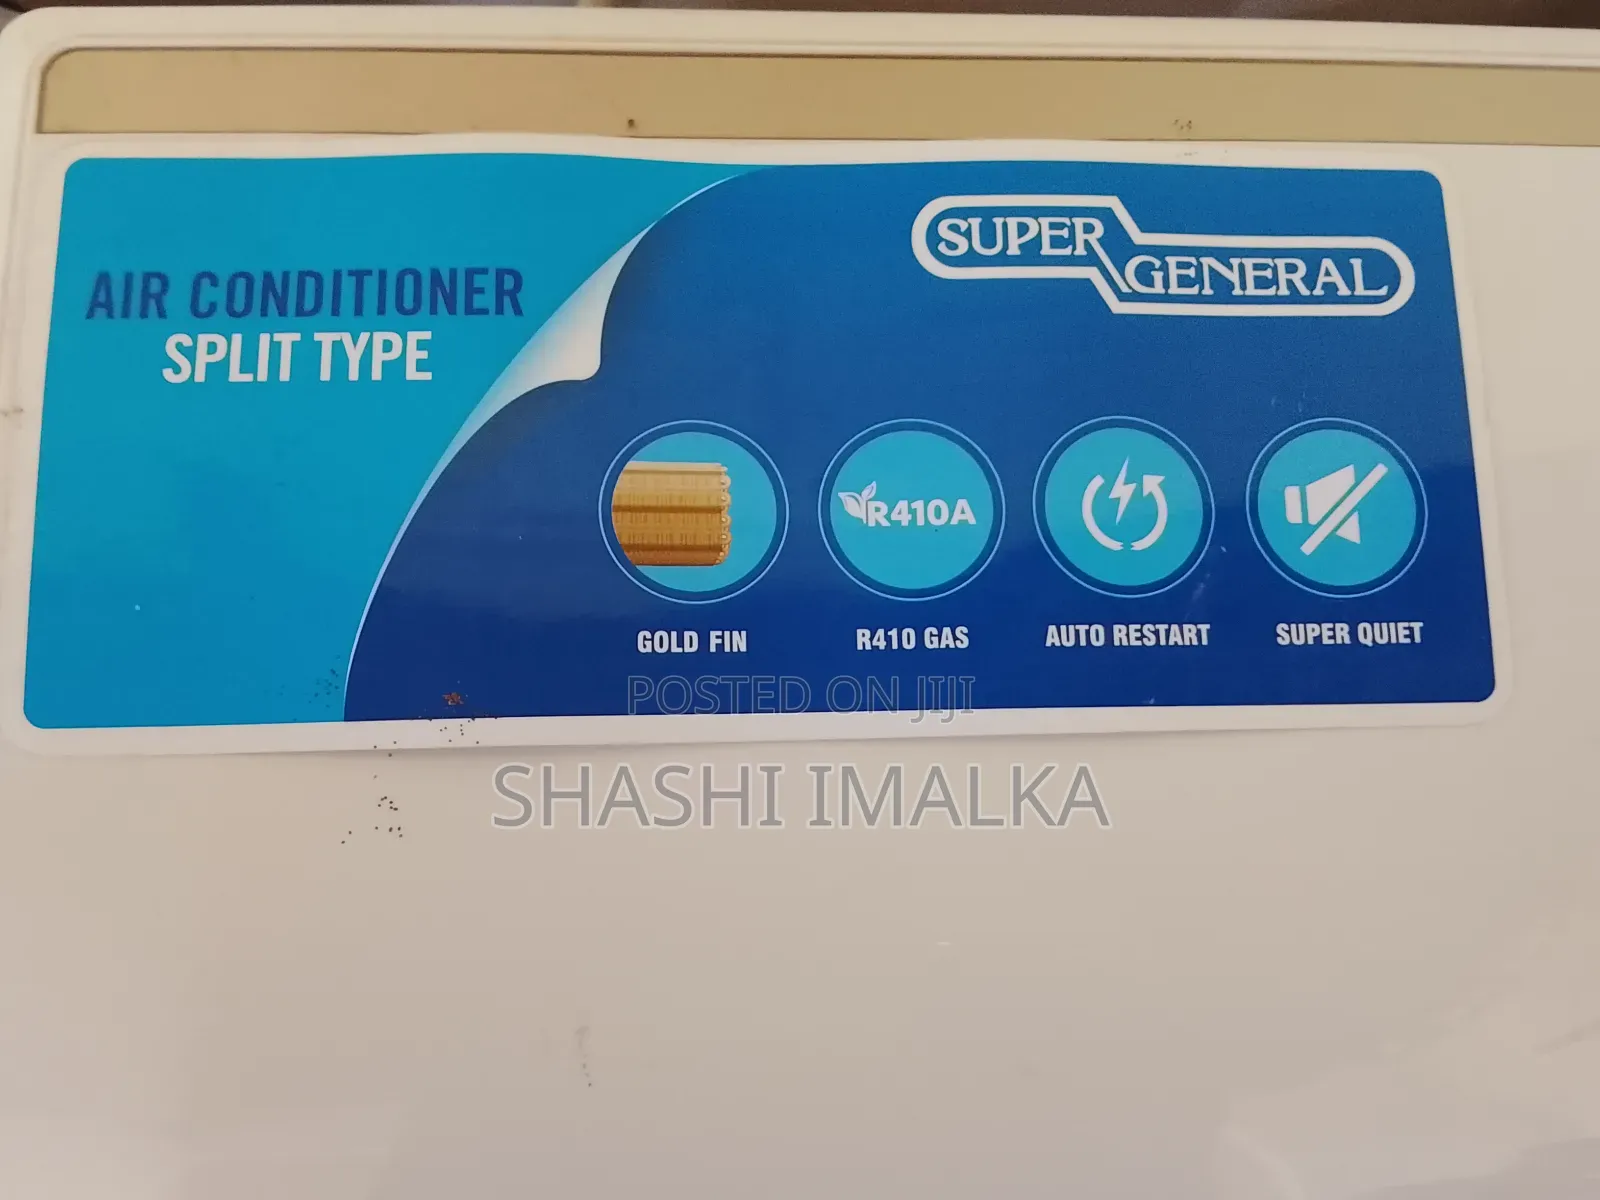 AIR CONDITIONER
SPLIT TYPE
SUPER
GENERAL
R410A
GOLD FIN
R410 GAS
AUTO RESTART
SUPER QUIET
POSTED ON JIJI
SHASHI IMALKA